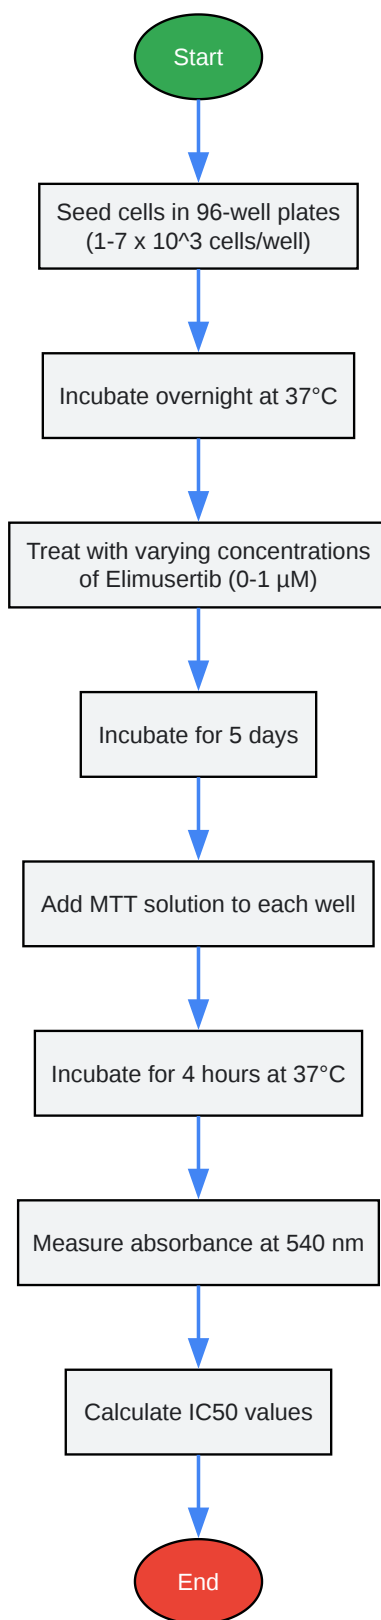 Start
Seed cells in 96-well plates
(1-7 x 10^3 cells/well)
Incubate overnight at 37°C
Treat with varying concentrations
of Elimusertib (0-1 µM)
Incubate for 5 days
Add MTT solution to each well
Incubate for 4 hours at 37°C
Measure absorbance at 540 nm
Calculate IC50 values
End